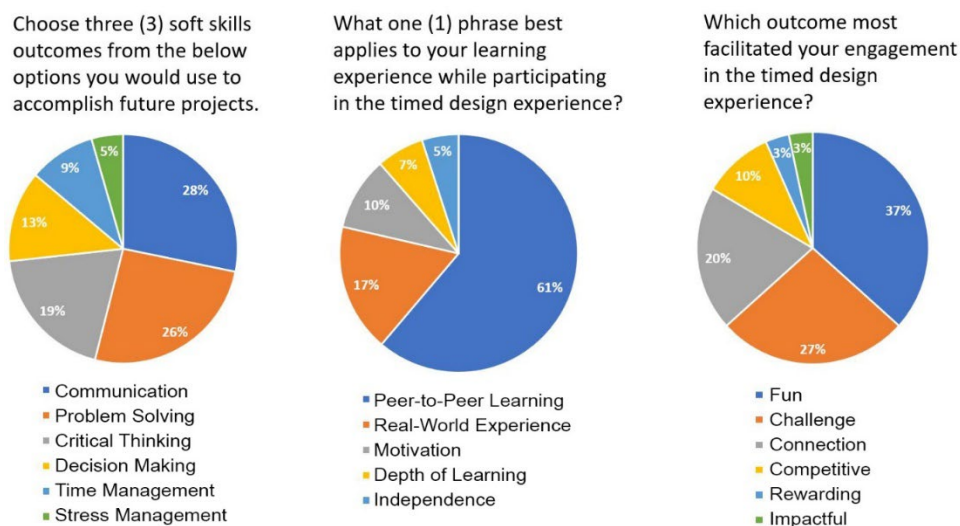 Choose three (3) soft skills
outcomes from the below
options you would use to
accomplish future projects.
28%
26%
19%
13%
9%
5%
Communication
Problem Solving
Critical Thinking
Decision Making
Time Management
Stress Management
What one (1) phrase best
applies to your learning
experience while participating
in the timed design experience?
61%
17%
10%
7%
5%
Peer-to-Peer Learning
Real-World Experience
Motivation
Depth of Learning
Independence
Which outcome most
facilitated your engagement
in the timed design
experience?
37%
27%
20%
10%
3%
3%
Fun
Challenge
Connection
Competitive
Rewarding
Impactful